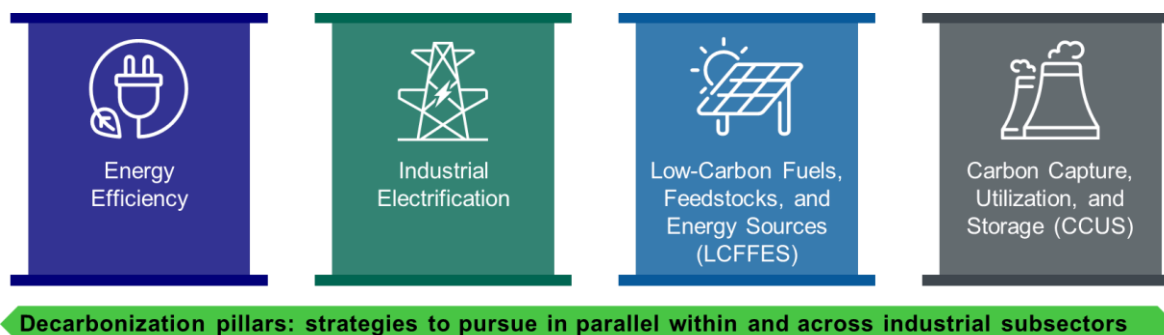 Energy
Efficiency
Industrial
Electrification
Low-Carbon Fuels,
Feedstocks, and
Energy Sources
(LCFFES)
Carbon Capture,
Utilization, and
Storage (CCUS)
Decarbonization pillars: strategies to pursue in parallel within and across industrial subsectors